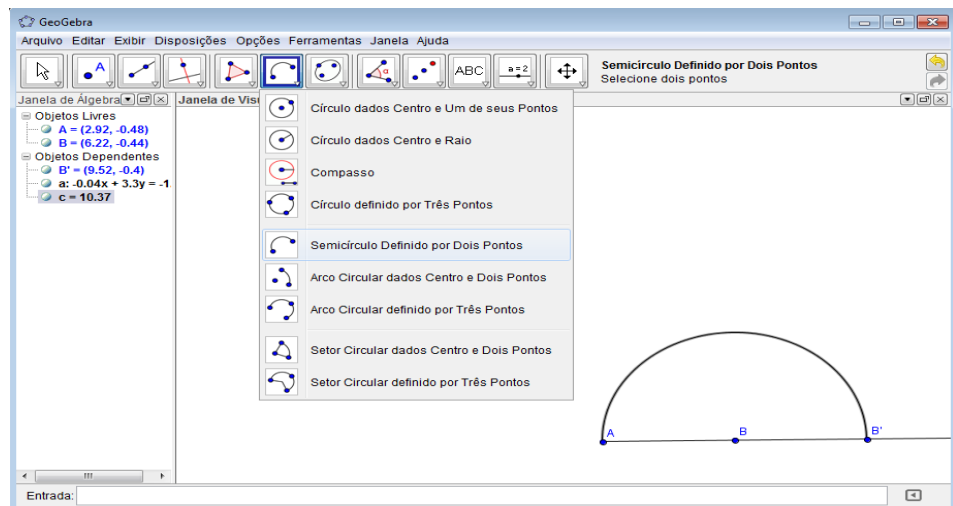 GeoGebra
Arquivo Editar Exibir Disposições Opções Ferramentas Janela Ajuda
A
α
ABC
a=2
Semicírculo Definido por Dois Pontos
Selecione dois pontos
Janela de Álgebra
Janela de Vis
Objetos Livres
A = (2.92, -0.48)
B = (6.22, -0.44)
Objetos Dependentes
B' = (9.52, -0.4)
a: -0.04x + 3.3y = -1.
c = 10.37
Círculo dados Centro e Um de seus Pontos
Círculo dados Centro e Raio
Compasso
Círculo definido por Três Pontos
Semicírculo Definido por Dois Pontos
Arco Circular dados Centro e Dois Pontos
Arco Circular definido por Três Pontos
Setor Circular dados Centro e Dois Pontos
Setor Circular definido por Três Pontos
A B B'
Entrada: